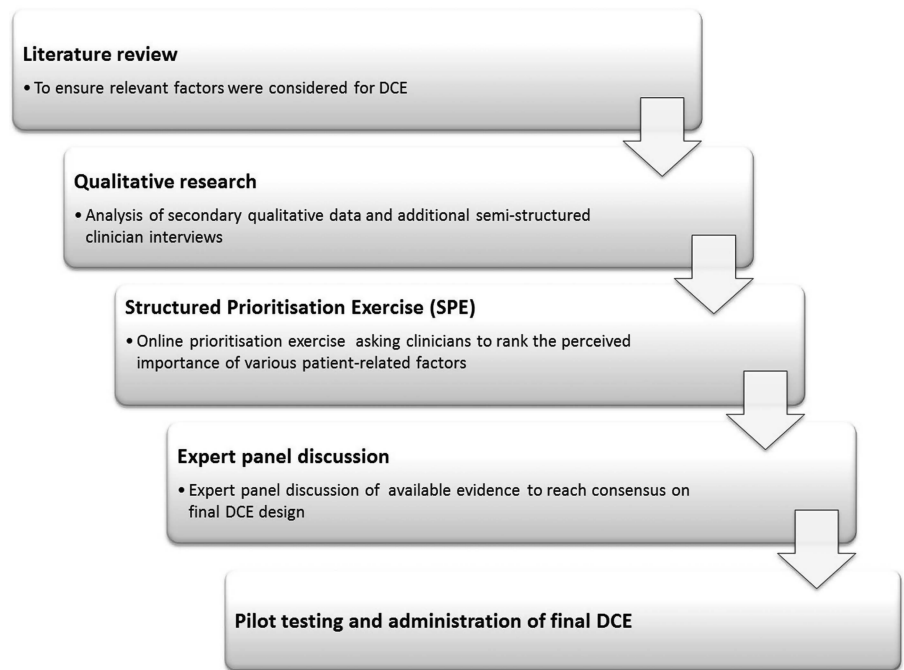 Literature review
• To ensure relevant factors were considered for DCE
Qualitative research
• Analysis of secondary qualitative data and additional semi-structured
clinician interviews
Structured Prioritisation Exercise (SPE)
• Online prioritisation exercise asking clinicians to rank the perceived
importance of various patient-related factors
Expert panel discussion
• Expert panel discussion of available evidence to reach consensus on
final DCE design
Pilot testing and administration of final DCE